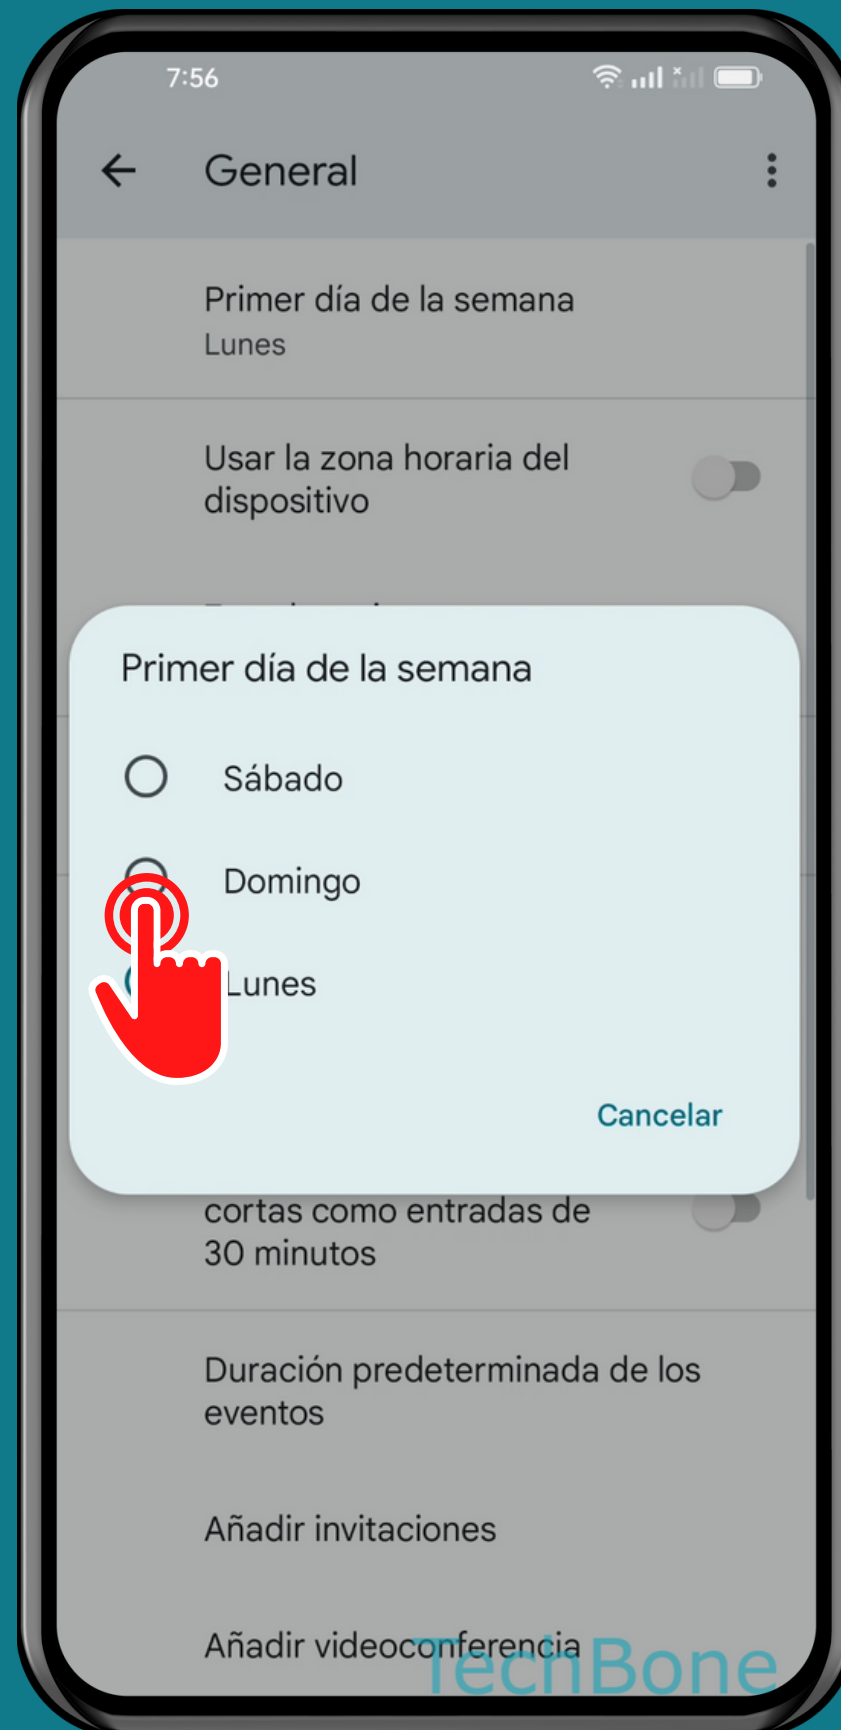 7:56
General
Primer día de la semana
Lunes
Usar la zona horaria del
dispositivo
Primer día de la semana
Sábado
Domingo
Lunes
Cancelar
cortas como entradas de
30 minutos
Duración predeterminada de los
eventos
Añadir invitaciones
Añadir videoconferencia
TechBone